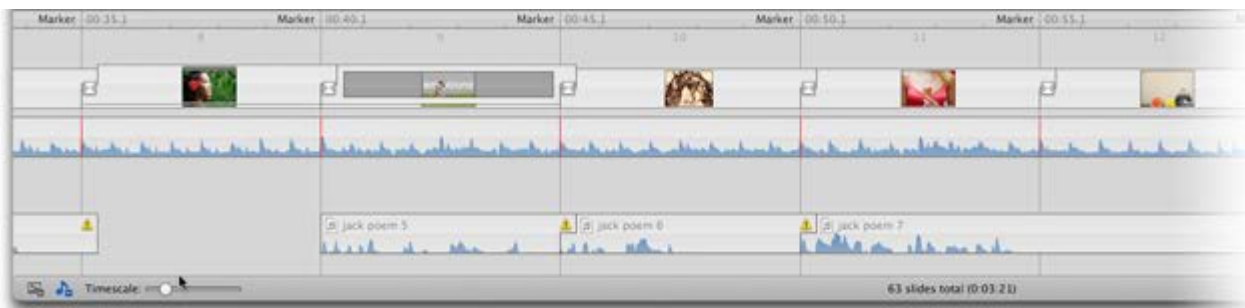 Marker 00:35.1 Marker 00:40.1 Marker 00:45.1 Marker 00:50.1 Marker 00:55.1
8 9 10 11 12
jack poem 5 jack poem 6 jack poem 7
Timescale: 63 slides total (0:03:21)